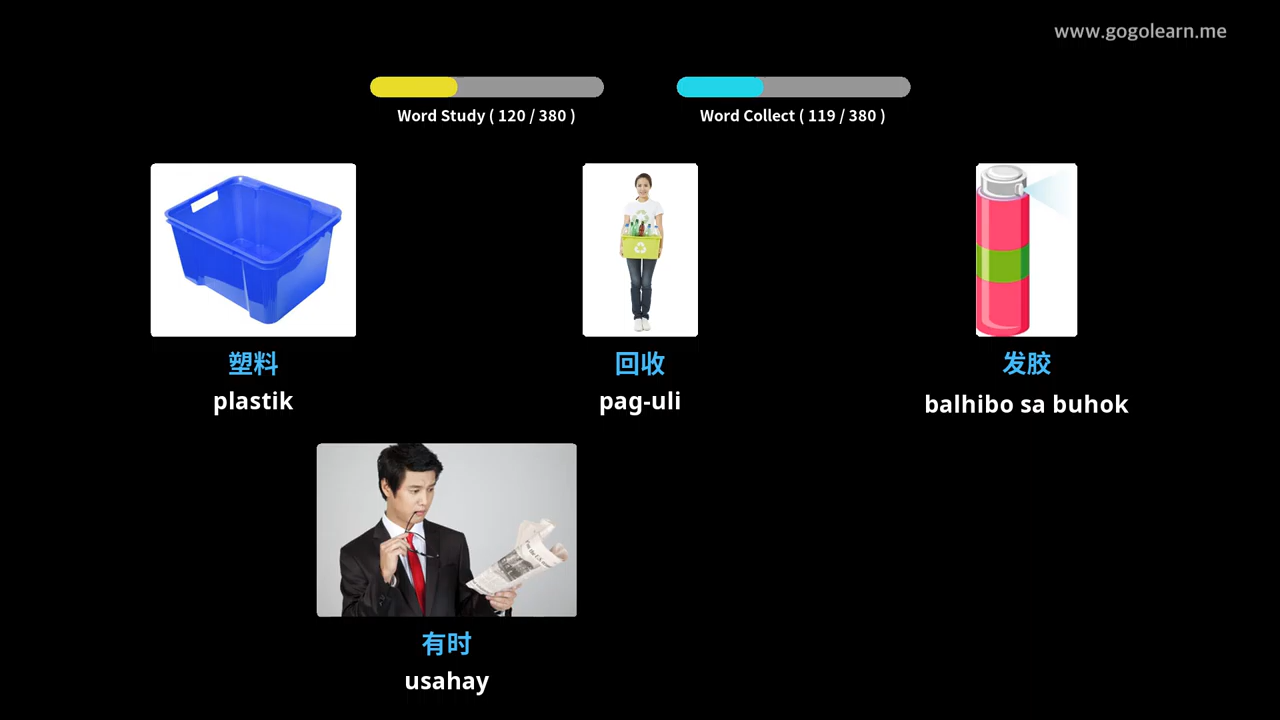 www.gogolearn.me
Word Study ( 120 / 380 )
Word Collect ( 119 / 380 )
塑料
plastik
回收
pag-uli
发胶
balhibo sa buhok
有时
usahay